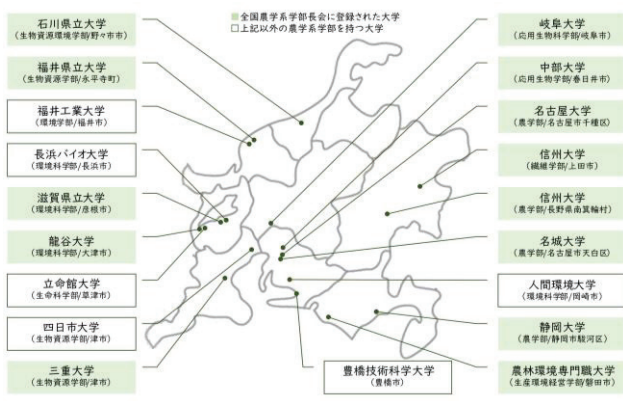 ■全国農学系学部長会に登録された大学
□上記以外の農学系学部を持つ大学
石川県立大学
(生物資源環境学部/野々市市)
福井県立大学
(生物資源学部/永平寺町)
福井工業大学
(環境学部/福井市)
長浜バイオ大学
(環境科学部/長浜市)
滋賀県立大学
(環境科学部/彦根市)
龍谷大学
(環境科学部/大津市)
立命館大学
(生命科学部/草津市)
四日市大学
(生物資源学部/津市)
三重大学
(生物資源学部/津市)
岐阜大学
(応用生物科学部/岐阜市)
中部大学
(応用生物学部/春日井市)
名古屋大学
(農学部/名古屋市千種区)
信州大学
(繊維学部/上田市)
信州大学
(農学部/長野県南箕輪村)
名城大学
(農学部/名古屋市天白区)
人間環境大学
(環境科学部/岡崎市)
静岡大学
(農学部/静岡市駿河区)
農林環境専門職大学
(生産環境経営学部/磐田市)
豊橋技術科学大学
(豊橋市)